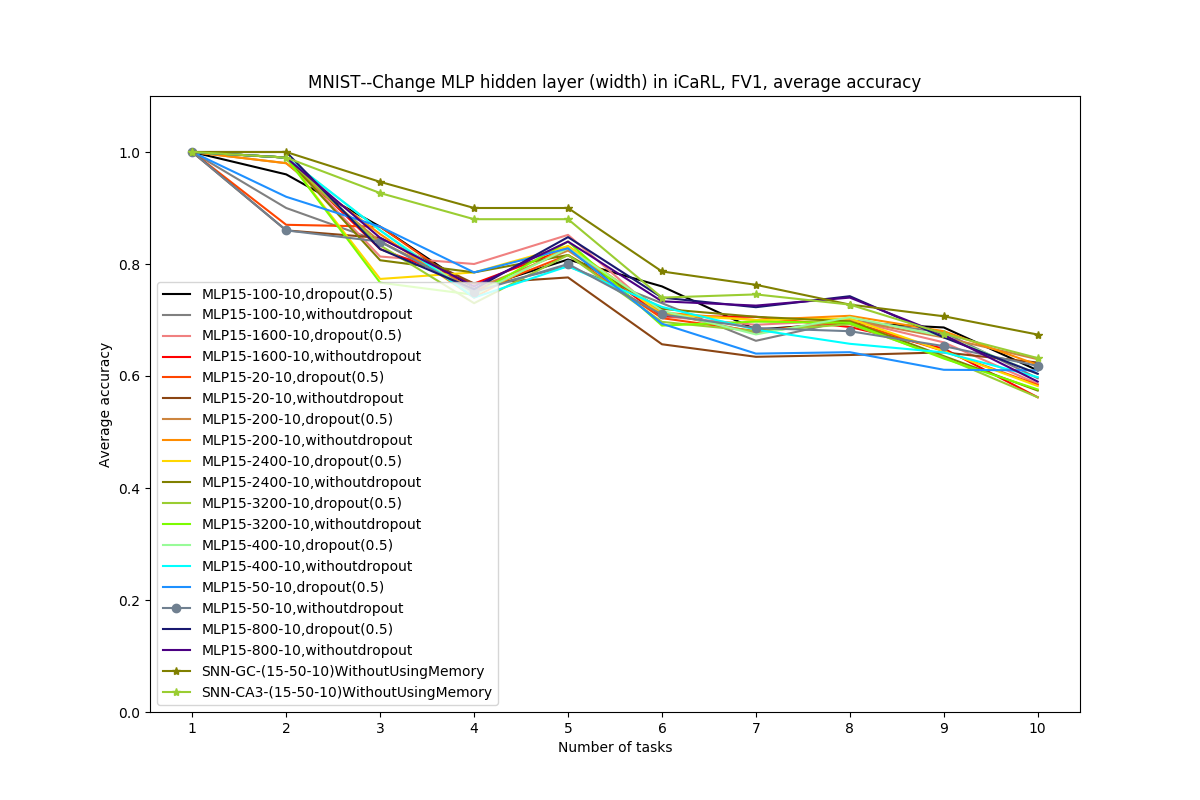 MNIST--Change MLP hidden layer (width) in iCaRL, FV1, average accuracy
Average accuracy
1.0
0.8
0.6
0.4
0.2
0.0
MLP15-100-10,dropout(0.5)
MLP15-100-10,withoutdropout
MLP15-1600-10,dropout(0.5)
MLP15-1600-10,withoutdropout
MLP15-20-10,dropout(0.5)
MLP15-20-10,withoutdropout
MLP15-200-10,dropout(0.5)
MLP15-200-10,withoutdropout
MLP15-2400-10,dropout(0.5)
MLP15-2400-10,withoutdropout
MLP15-3200-10,dropout(0.5)
MLP15-3200-10,withoutdropout
MLP15-400-10,dropout(0.5)
MLP15-400-10,withoutdropout
MLP15-50-10,dropout(0.5)
MLP15-50-10,withoutdropout
MLP15-800-10,dropout(0.5)
MLP15-800-10,withoutdropout
SNN-GC-(15-50-10)WithoutUsingMemory
SNN-CA3-(15-50-10)WithoutUsingMemory
1 2 3 4 5 6 7 8 9 10
Number of tasks